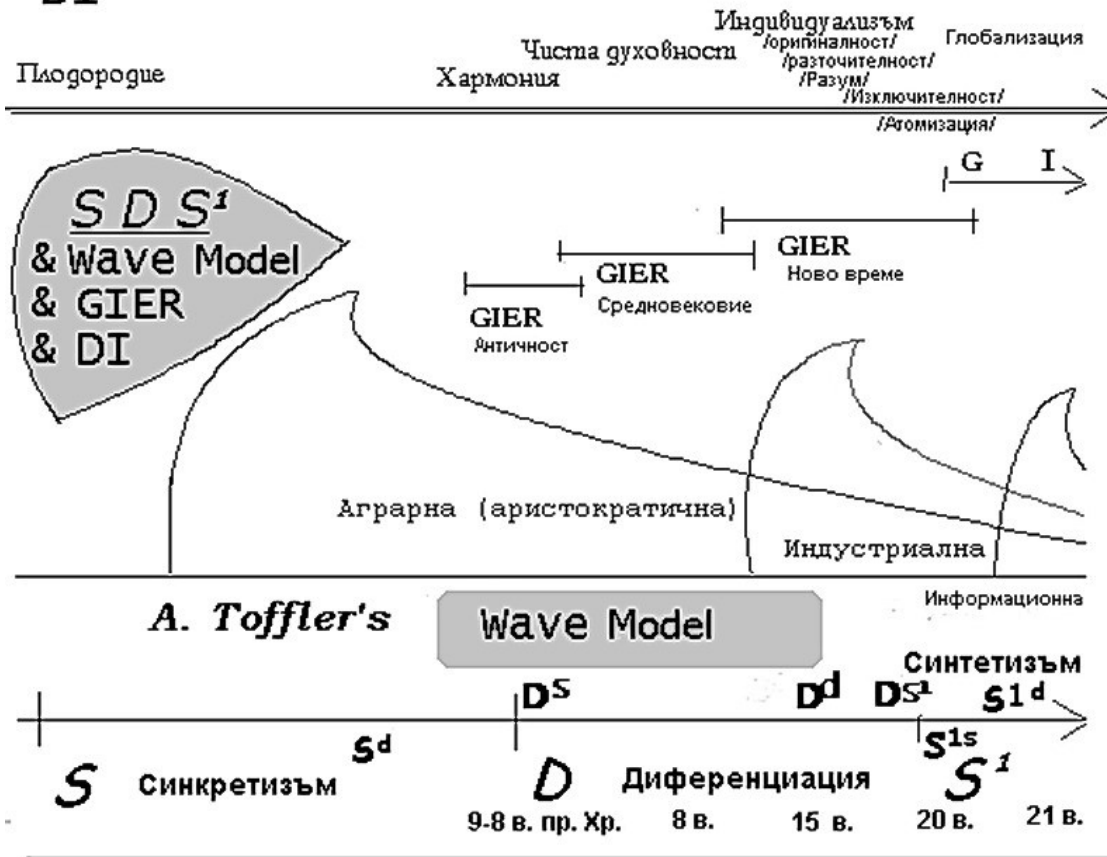 DI
Плодородие
Хармония
Чиста духовност
Индивидуализъм
/оригиналност/
/разточителност/
/Разум/
/Изключителност/
/Атомизация/
Глобализация
G I
S D S¹
& Wave Model
& GIER
& DI
GIER
Античност
GIER
Средновековие
GIER
Ново време
Аграрна (аристократична)
Индустриална
Информационна
A. Toffler's Wave Model
Синтетизъм
Dˢ Dᵈ DS¹ S1ᵈ
Sᵈ S¹ˢ
S Синкретизъм D Диференциация S¹
9-8 в. пр. Хр. 8 в. 15 в. 20 в. 21 в.